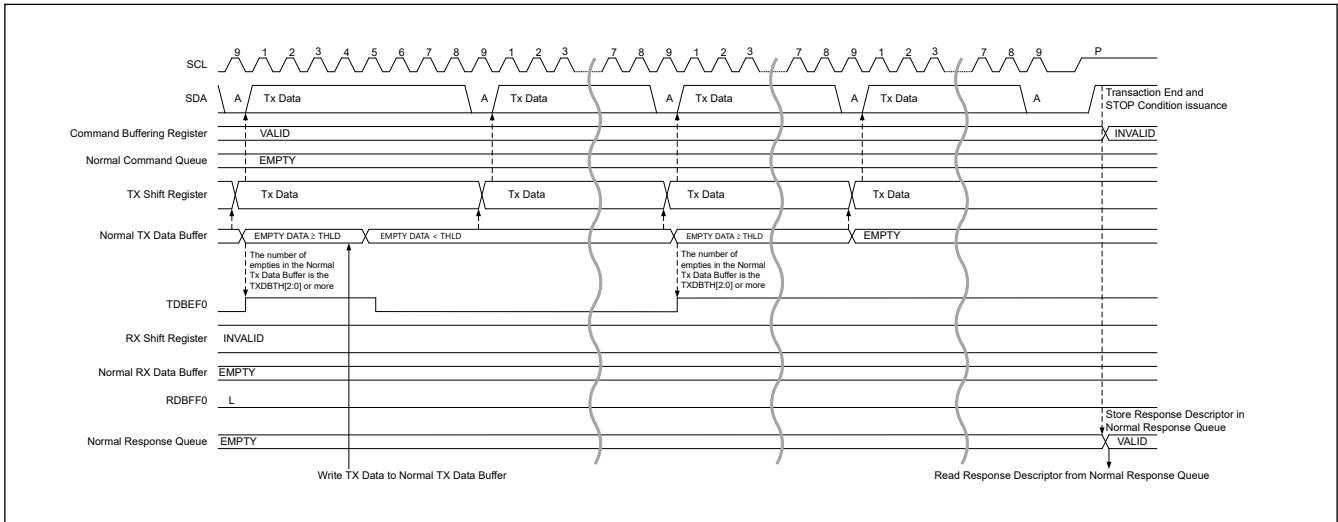 9 1 2 3 4 5 6 7 8 9 1 2 3 7 8 9 1 2 3 7 8 9 1 2 3 7 8 9 P
SCL
SDA A Tx Data A Tx Data A Tx Data A Tx Data A
Transaction End and
STOP Condition issuance
Command Buffering Register VALID INVALID
Normal Command Queue EMPTY
TX Shift Register Tx Data Tx Data Tx Data Tx Data
Normal TX Data Buffer EMPTY DATA ≥ THLD EMPTY DATA < THLD EMPTY DATA ≥ THLD EMPTY
The number of
empties in the Normal
Tx Data Buffer is the
TXDBTH[2:0] or more
The number of
empties in the Normal
Tx Data Buffer is the
TXDBTH[2:0] or more
TDBEF0
RX Shift Register INVALID
Normal RX Data Buffer EMPTY
RDBFF0 L
Store Response Descriptor in
Normal Response Queue
Normal Response Queue EMPTY VALID
Write TX Data to Normal TX Data Buffer
Read Response Descriptor from Normal Response Queue